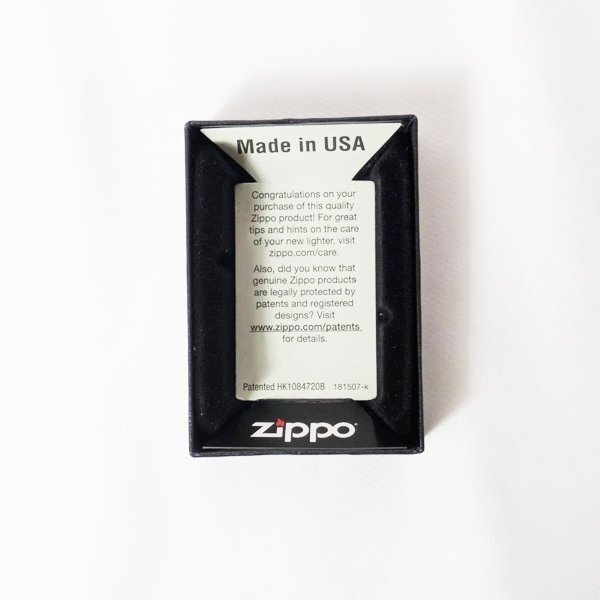 Made in USA
Congratulations on your
purchase of this quality
Zippo product! For great
tips and hints on the care
of your new lighter, visit
zippo.com/care.
Also, did you know that
genuine Zippo products
are legally protected by
patents and registered
designs? Visit
www.zippo.com/patents
for details.
Patented HK1084720B 181507-k
zippo